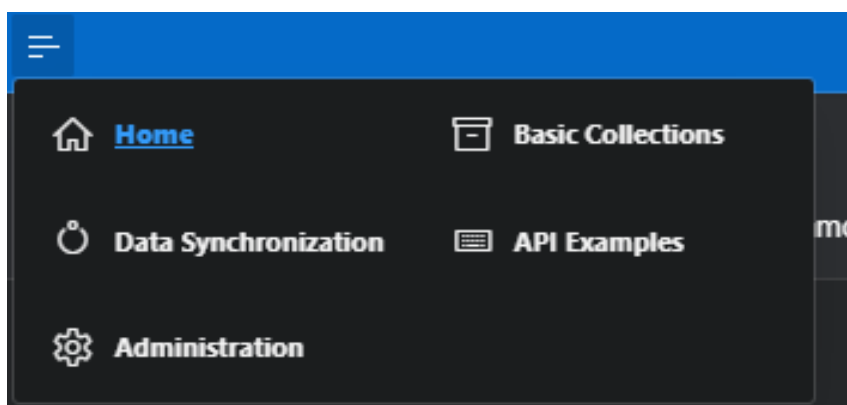 Home
Basic Collections
Data Synchronization
API Examples
Administration